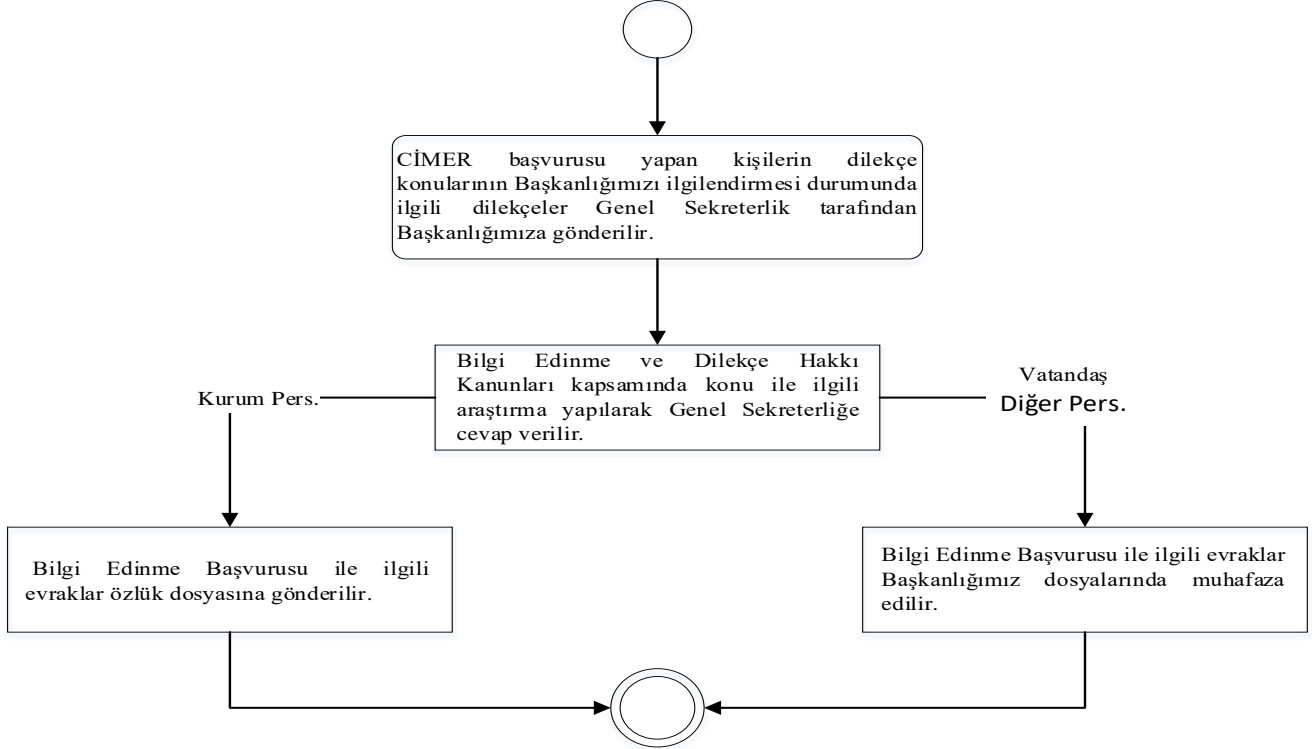 CİMER başvurusu yapan kişilerin dilekçe
konularının Başkanlığımızı ilgilendirmesi durumunda
ilgili dilekçeler Genel Sekreterlik tarafından
Başkanlığımıza gönderilir.
Bilgi Edinme ve Dilekçe Hakkı
Kanunları kapsamında konu ile ilgili
araştırma yapılarak Genel Sekreterliğe
cevap verilir.
Kurum Pers.
Vatandaş
Diğer Pers.
Bilgi Edinme Başvurusu ile ilgili
evraklar özlük dosyasına gönderilir.
Bilgi Edinme Başvurusu ile ilgili evraklar
Başkanlığımız dosyalarında muhafaza
edilir.